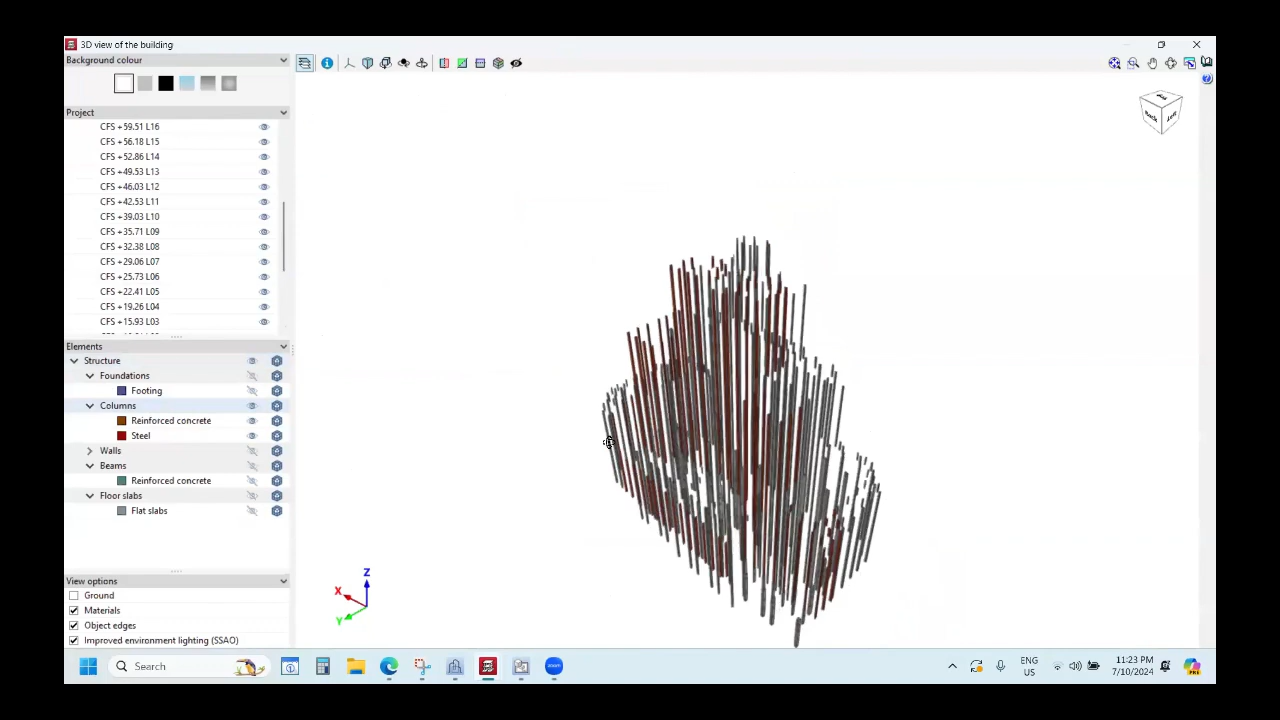 3D view of the building
Background colour
Project
CFS +59.51 L16
CFS +56.18 L15
CFS +52.86 L14
CFS +49.53 L13
CFS +46.03 L12
CFS +42.53 L11
CFS +39.03 L10
CFS +35.71 L09
CFS +32.38 L08
CFS +29.06 L07
CFS +25.73 L06
CFS +22.41 L05
CFS +19.26 L04
CFS +15.93 L03
Elements
Structure
Foundations
Footing
Columns
Reinforced concrete
Steel
Walls
Beams
Reinforced concrete
Floor slabs
Flat slabs
View options
Ground
Materials
Object edges
Improved environment lighting (SSAO)
Z
X
Y
Back
Left
Search
zoom
ENG
US
11:23 PM
7/10/2024